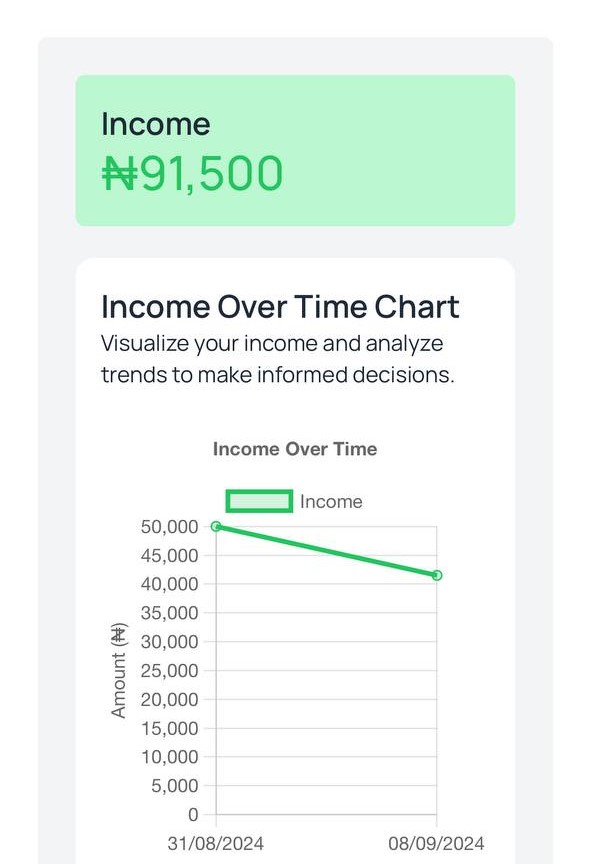 Income
₦91,500
Income Over Time Chart
Visualize your income and analyze
trends to make informed decisions.
Income Over Time
Income
50,000
45,000
40,000
35,000
30,000
25,000
20,000
15,000
10,000
5,000
0
Amount (₦)
31/08/2024 08/09/2024